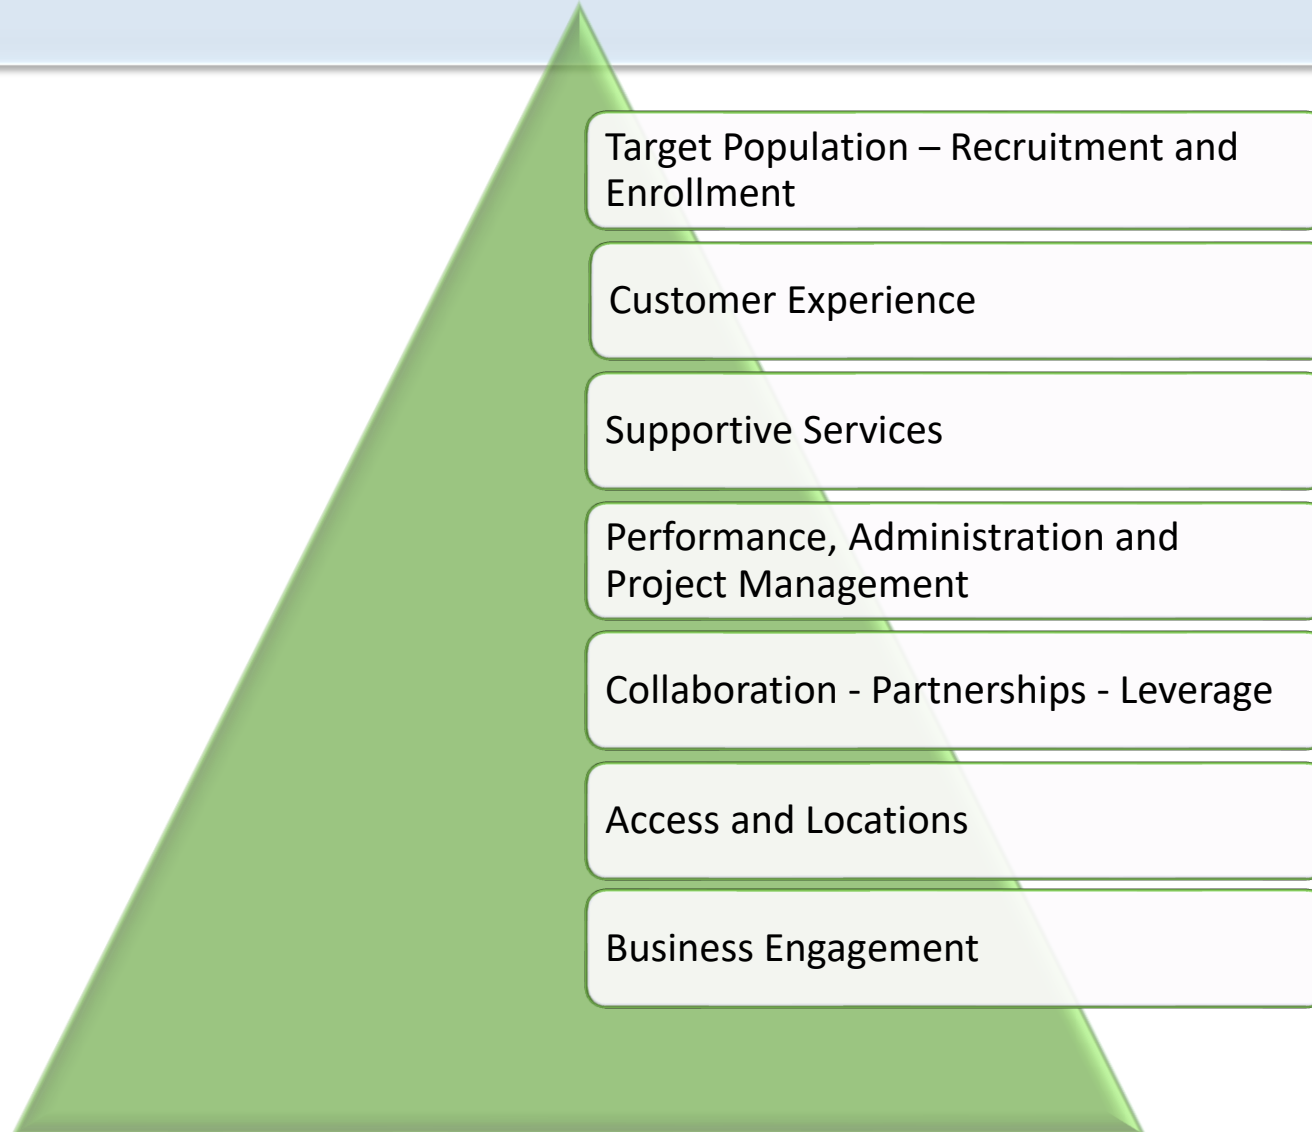 Target Population – Recruitment and
Enrollment
Customer Experience
Supportive Services
Performance, Administration and
Project Management
Collaboration - Partnerships - Leverage
Access and Locations
Business Engagement